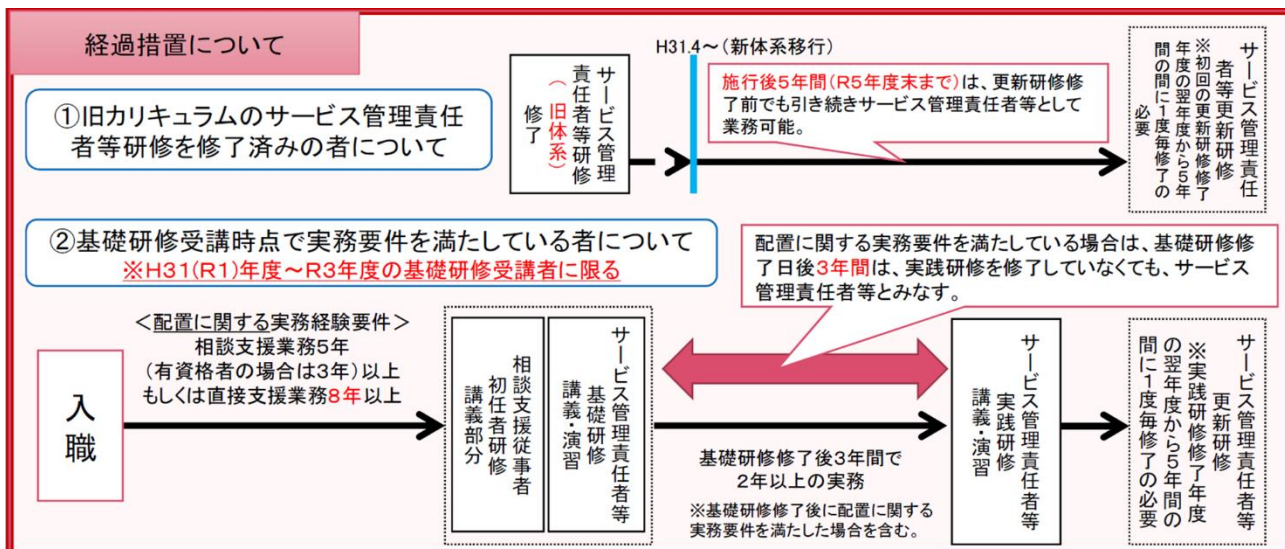 経過措置について
H31.4～(新体系移行)
①旧カリキュラムのサービス管理責任
者等研修を修了済みの者について
サービス管理
責任者等研修
(旧体系)
修了
施行後5年間(R5年度末まで)は、更新研修修
了前でも引き続きサービス管理責任者等として
業務可能。
サービス管理責任
者等更新研修
※初回の更新研修修了
年度の翌年度から5年
間の間に1度毎修了の
必要
②基礎研修受講時点で実務要件を満たしている者について
※H31(R1)年度～R3年度の基礎研修受講者に限る
配置に関する実務要件を満たしている場合は、基礎研修修
了日後3年間は、実践研修を修了していなくても、サービス
管理責任者等とみなす。
＜配置に関する実務経験要件＞
相談支援業務5年
(有資格者の場合は3年)以上
もしくは直接支援業務8年以上
入職
相談支援従事者
初任者研修
講義部分
サービス管理責任者等
基礎研修
講義・演習
基礎研修修了後3年間で
2年以上の実務
※基礎研修修了後に配置に関する
実務要件を満たした場合を含む。
サービス管理責任者等
実践研修
講義・演習
サービス管理責任者等
更新研修
※実践研修修了年度
の翌年度から5年間の
間に1度毎修了の必要